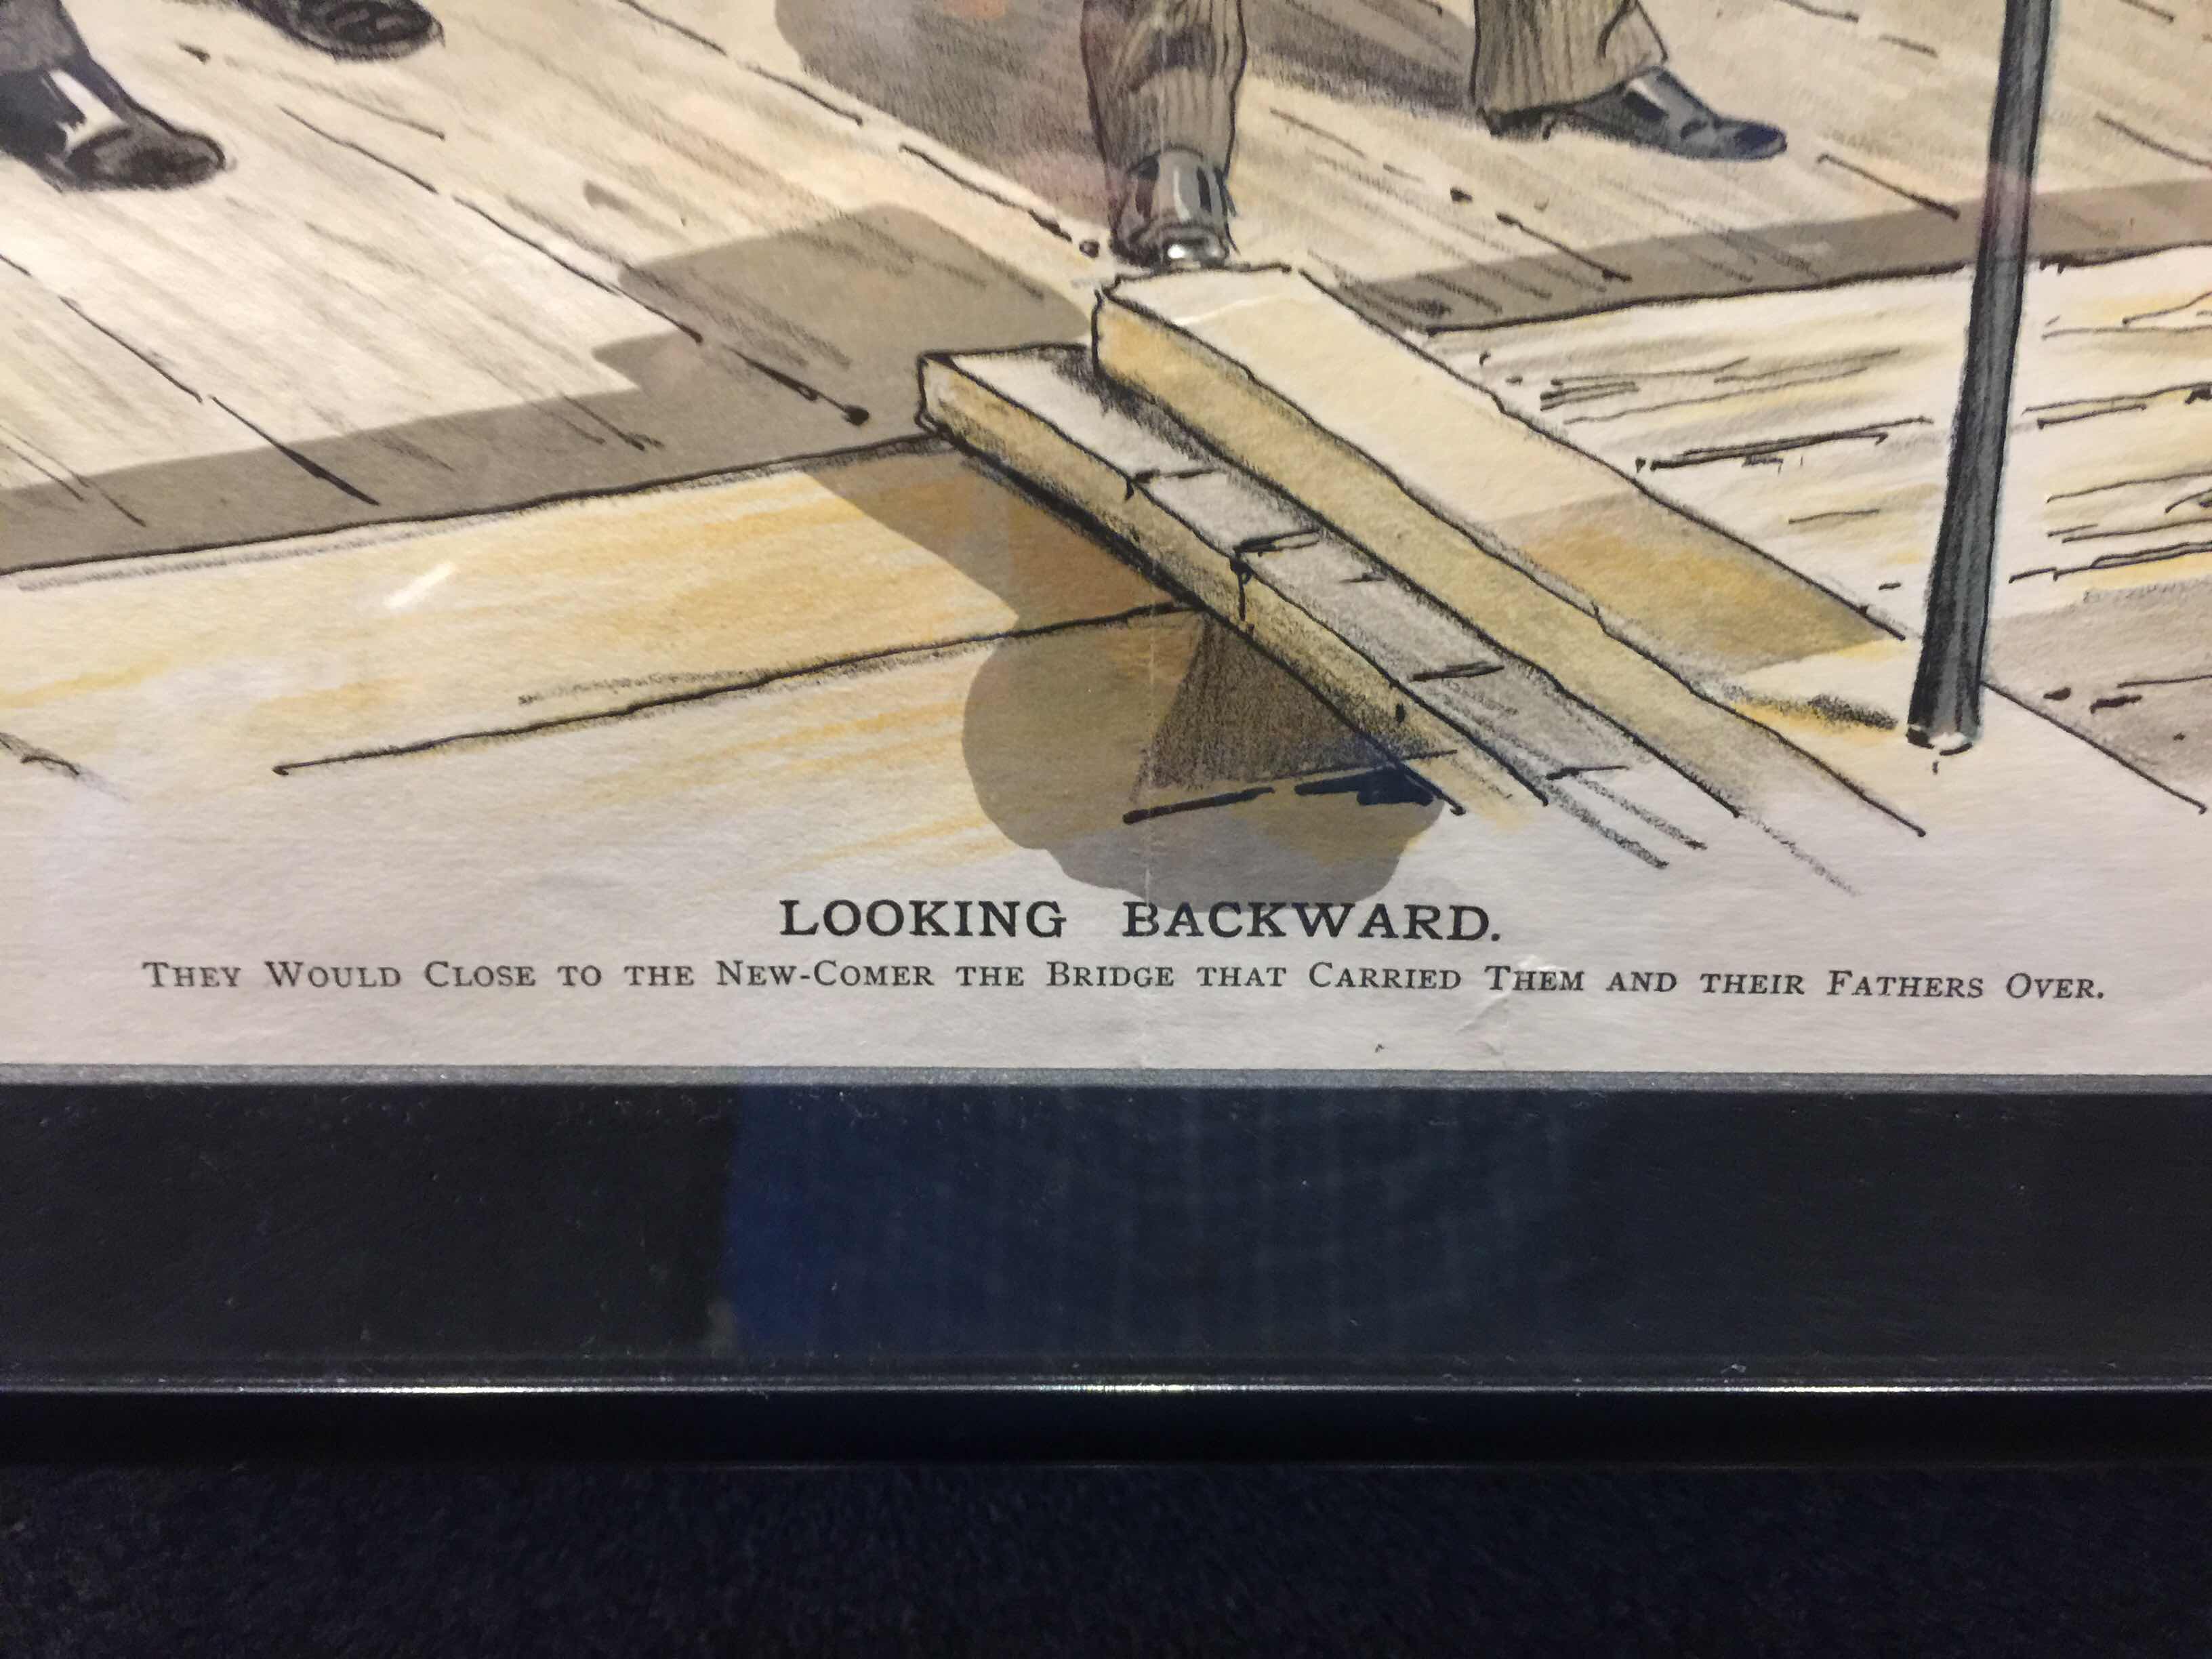 LOOKING BACKWARD.
THEY WOULD CLOSE TO THE NEW-COMER THE BRIDGE THAT CARRIED THEM AND THEIR FATHERS OVER.